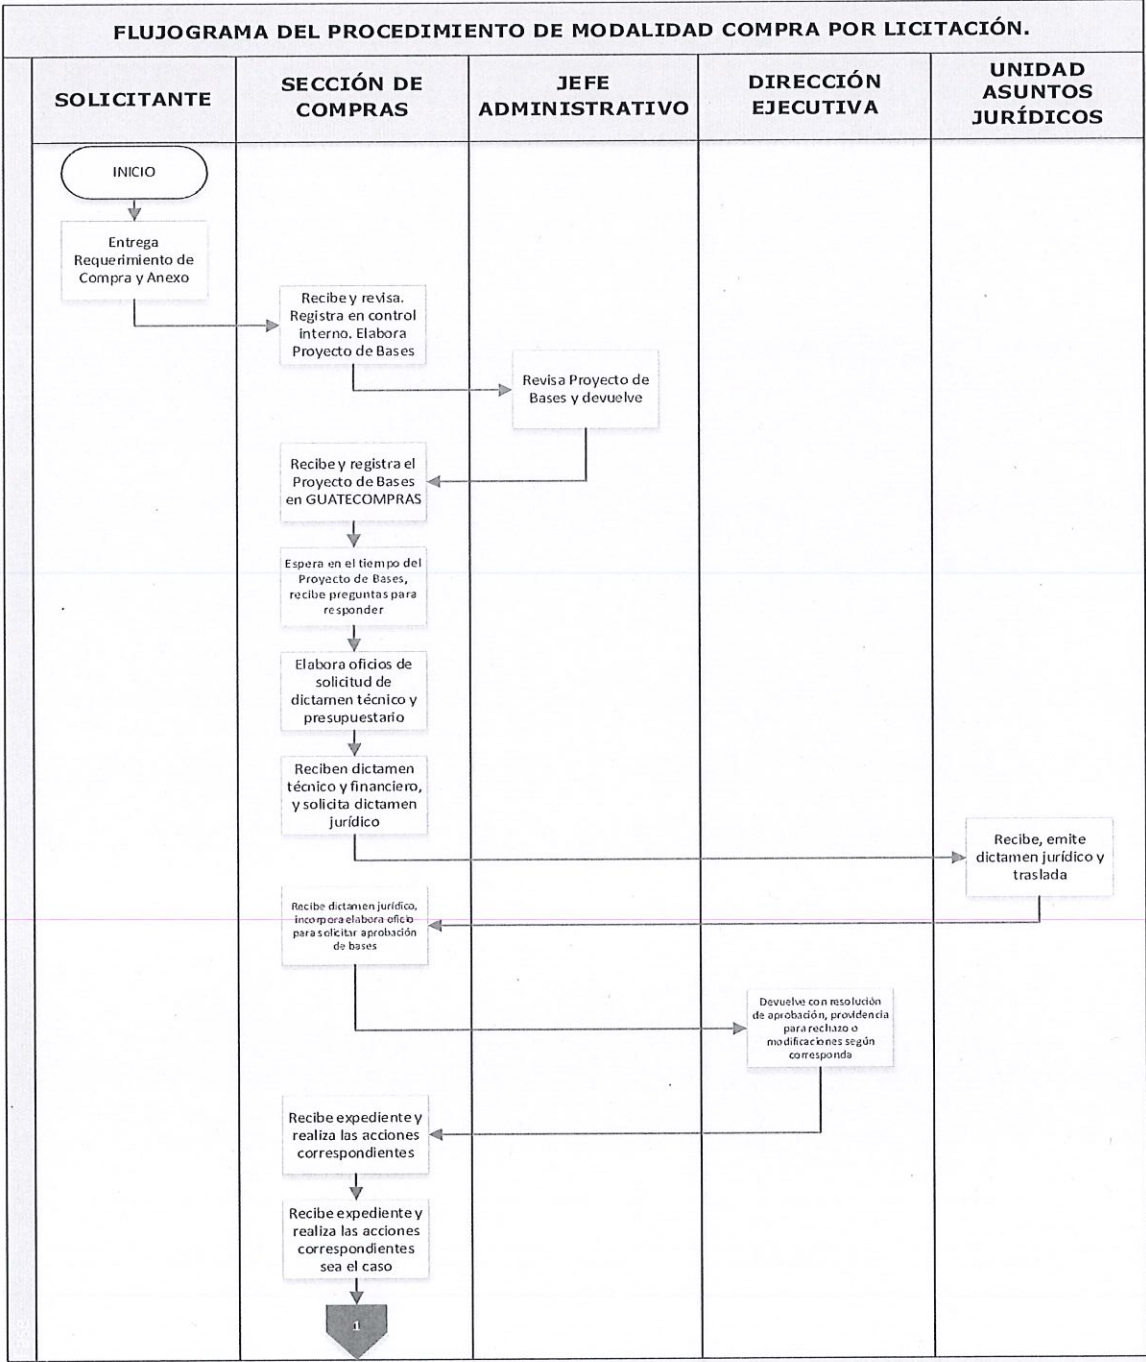 FLUJOGRAMA DEL PROCEDIMIENTO DE MODALIDAD COMPRA POR LICITACIÓN.
SOLICITANTE
SECCIÓN DE
COMPRAS
JEFE
ADMINISTRATIVO
DIRECCIÓN
EJECUTIVA
UNIDAD
ASUNTOS
JURÍDICOS
INICIO
Entrega
Requerimiento de
Compra y Anexo
Recibe y revisa.
Registra en control
interno. Elabora
Proyecto de Bases
Revisa Proyecto de
Bases y devuelve
Recibe y registra el
Proyecto de Bases
en GUATECOMPRAS
Espera en el tiempo del
Proyecto de Bases,
recibe preguntas para
responder
Elabora oficios de
solicitud de
dictamen técnico y
presupuestario
Reciben dictamen
técnico y financiero,
y solicita dictamen
jurídico
Recibe, emite
dictamen jurídico y
traslada
Recibe dictamen jurídico,
incorpora elabora oficio
para solicitar aprobación
de bases
Devuelve con resolución
de aprobación, providencia
para rechazo o
modificaciones según
corresponda
Recibe expediente y
realiza las acciones
correspondientes
Recibe expediente y
realiza las acciones
correspondientes
sea el caso
1